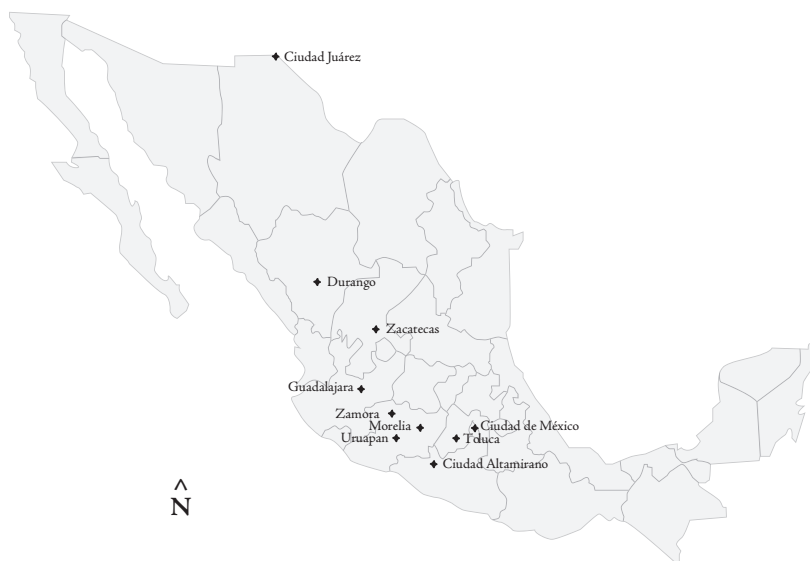 Ciudad Juárez
Durango
Zacatecas
Guadalajara
Zamora
Morelia
Ciudad de México
Uruapan
Toluca
Ciudad Altamirano
N